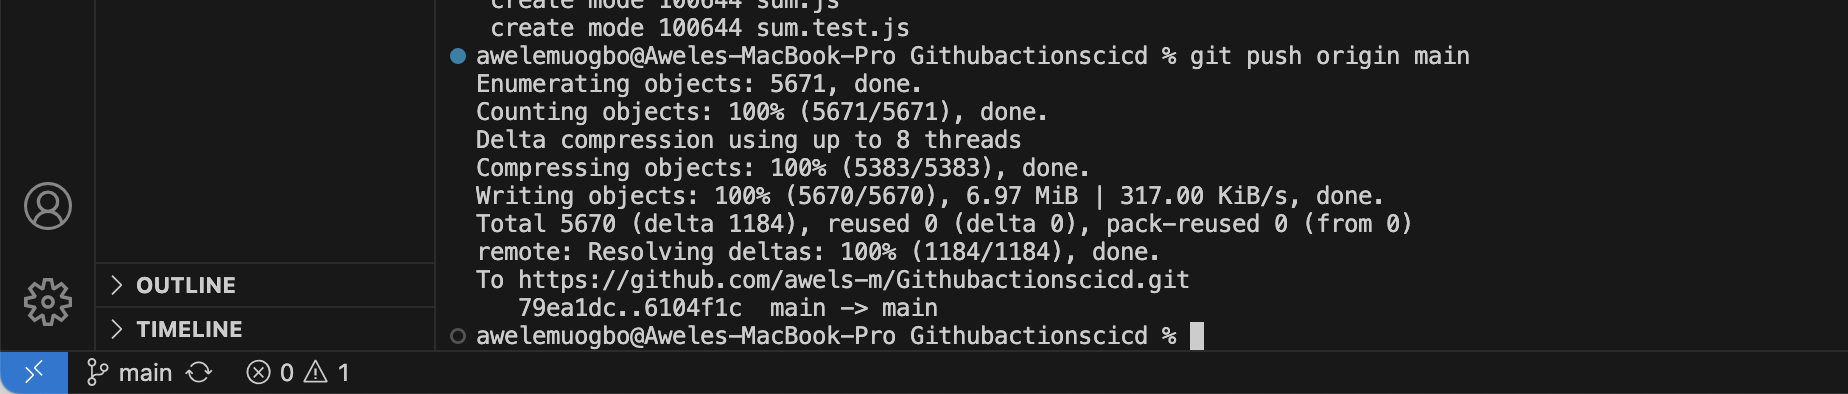 create mode 100644 sum.js
create mode 100644 sum.test.js
awelemuogbo@Aweles-MacBook-Pro Githubactionscicd % git push origin main
Enumerating objects: 5671, done.
Counting objects: 100% (5671/5671), done.
Delta compression using up to 8 threads
Compressing objects: 100% (5383/5383), done.
Writing objects: 100% (5670/5670), 6.97 MiB | 317.00 KiB/s, done.
Total 5670 (delta 1184), reused 0 (delta 0), pack-reused 0 (from 0)
remote: Resolving deltas: 100% (1184/1184), done.
To https://github.com/awels-m/Githubactionscicd.git
79ea1dc..6104f1c  main -> main
awelemuogbo@Aweles-MacBook-Pro Githubactionscicd %
OUTLINE
TIMELINE
main 0 1